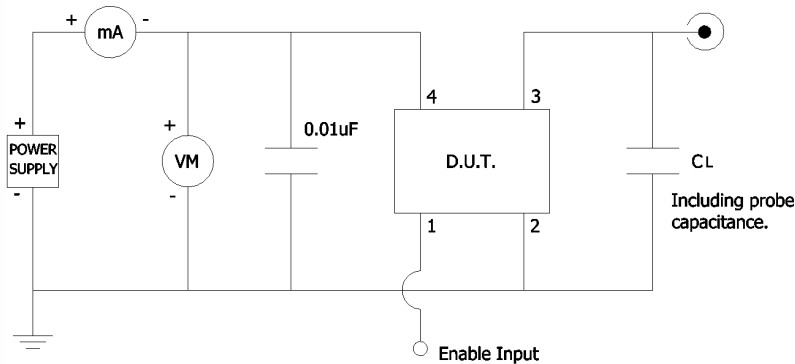 + mA -
4 3
+ + 0.01uF
POWER
SUPPLY
VM
D.U.T.
CL
- -
Including probe
capacitance.
1 2
Enable Input